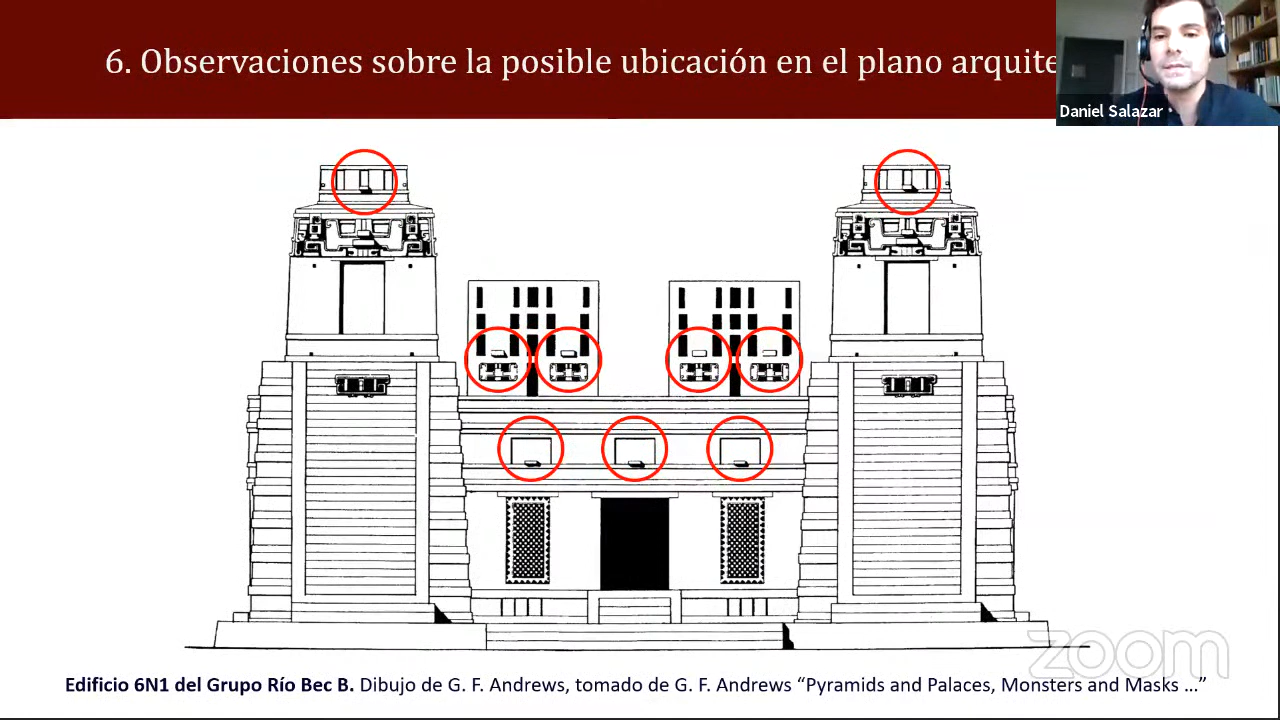 6. Observaciones sobre la posible ubicación en el plano arquite
Daniel Salazar
zoom
Edificio 6N1 del Grupo Río Bec B. Dibujo de G. F. Andrews, tomado de G. F. Andrews “Pyramids and Palaces, Monsters and Masks ...”